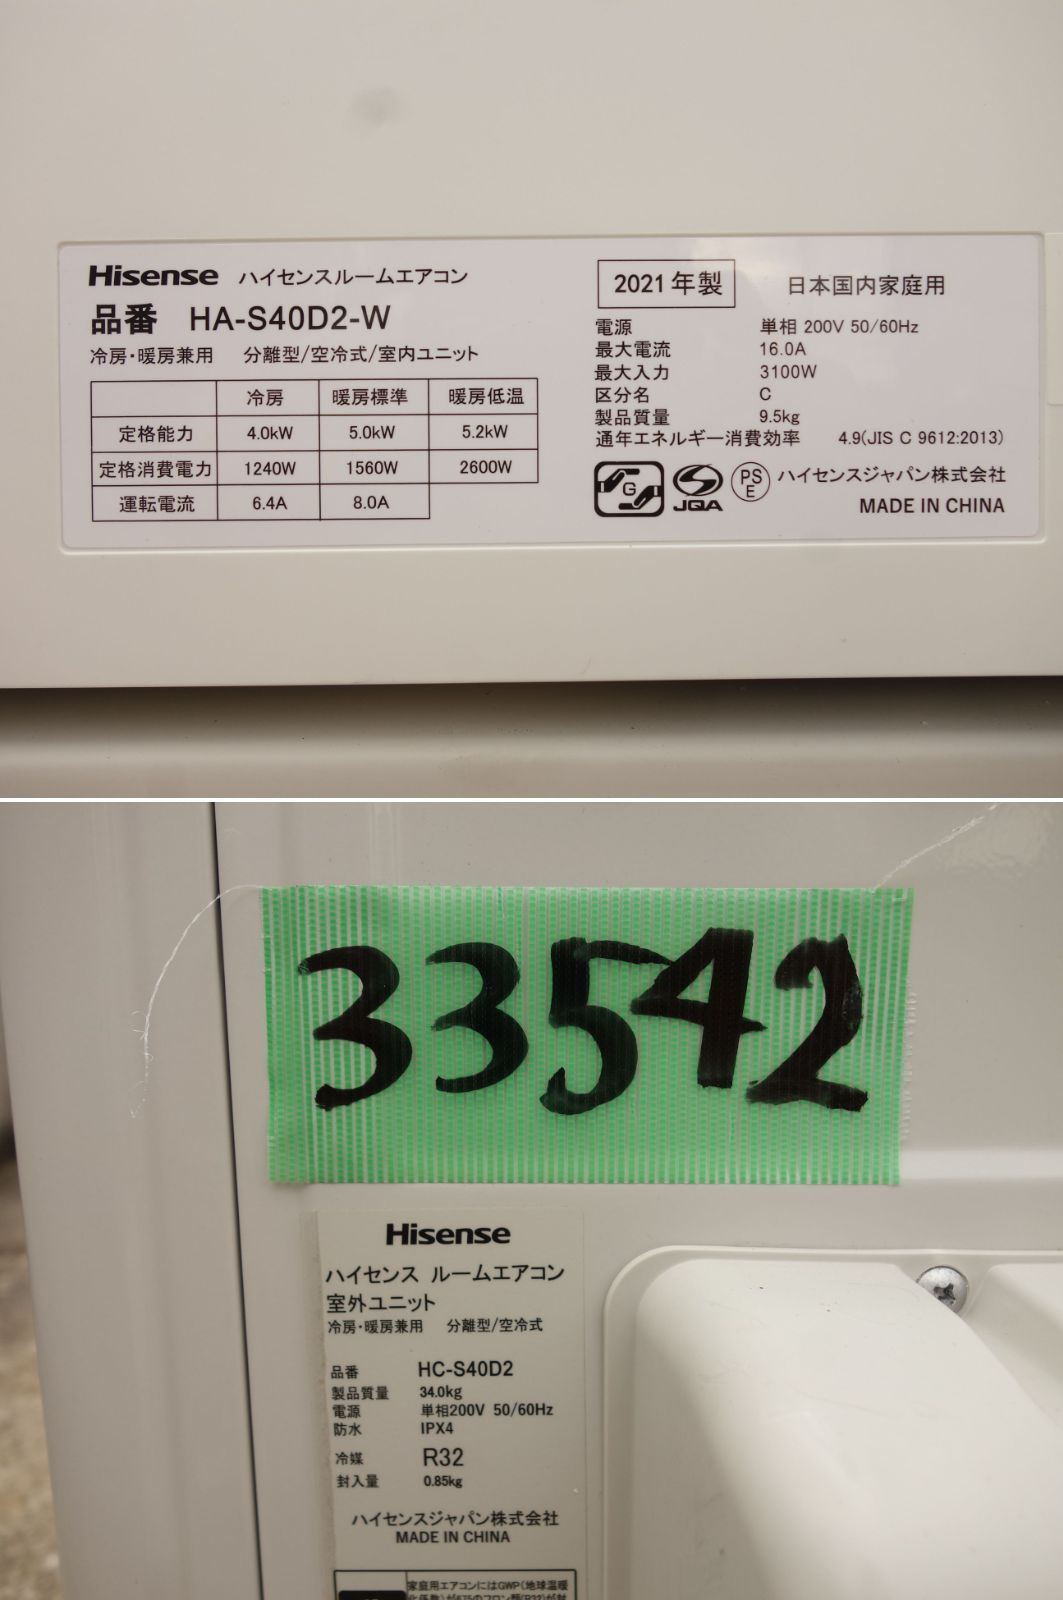 Hisense ハイセンスルームエアコン
品番 HA-S40D2-W
冷房・暖房兼用 分離型/空冷式/室内ユニット
冷房 暖房標準 暖房低温
定格能力 4.0kW 5.0kW 5.2kW
定格消費電力 1240W 1560W 2600W
運転電流 6.4A 8.0A
2021年製 日本国内家庭用
電源 単相 200V 50/60Hz
最大電流 16.0A
最大入力 3100W
区分名 C
製品質量 9.5kg
通年エネルギー消費効率 4.9(JIS C 9612:2013)
G JQA PS E ハイセンスジャパン株式会社
MADE IN CHINA
33542
Hisense
ハイセンス ルームエアコン
室外ユニット
冷房・暖房兼用 分離型/空冷式
品番 HC-S40D2
製品質量 34.0kg
電源 単相200V 50/60Hz
防水 IPX4
冷媒 R32
封入量 0.85kg
ハイセンスジャパン株式会社
MADE IN CHINA
家庭用エアコンにはGWP(地球温暖